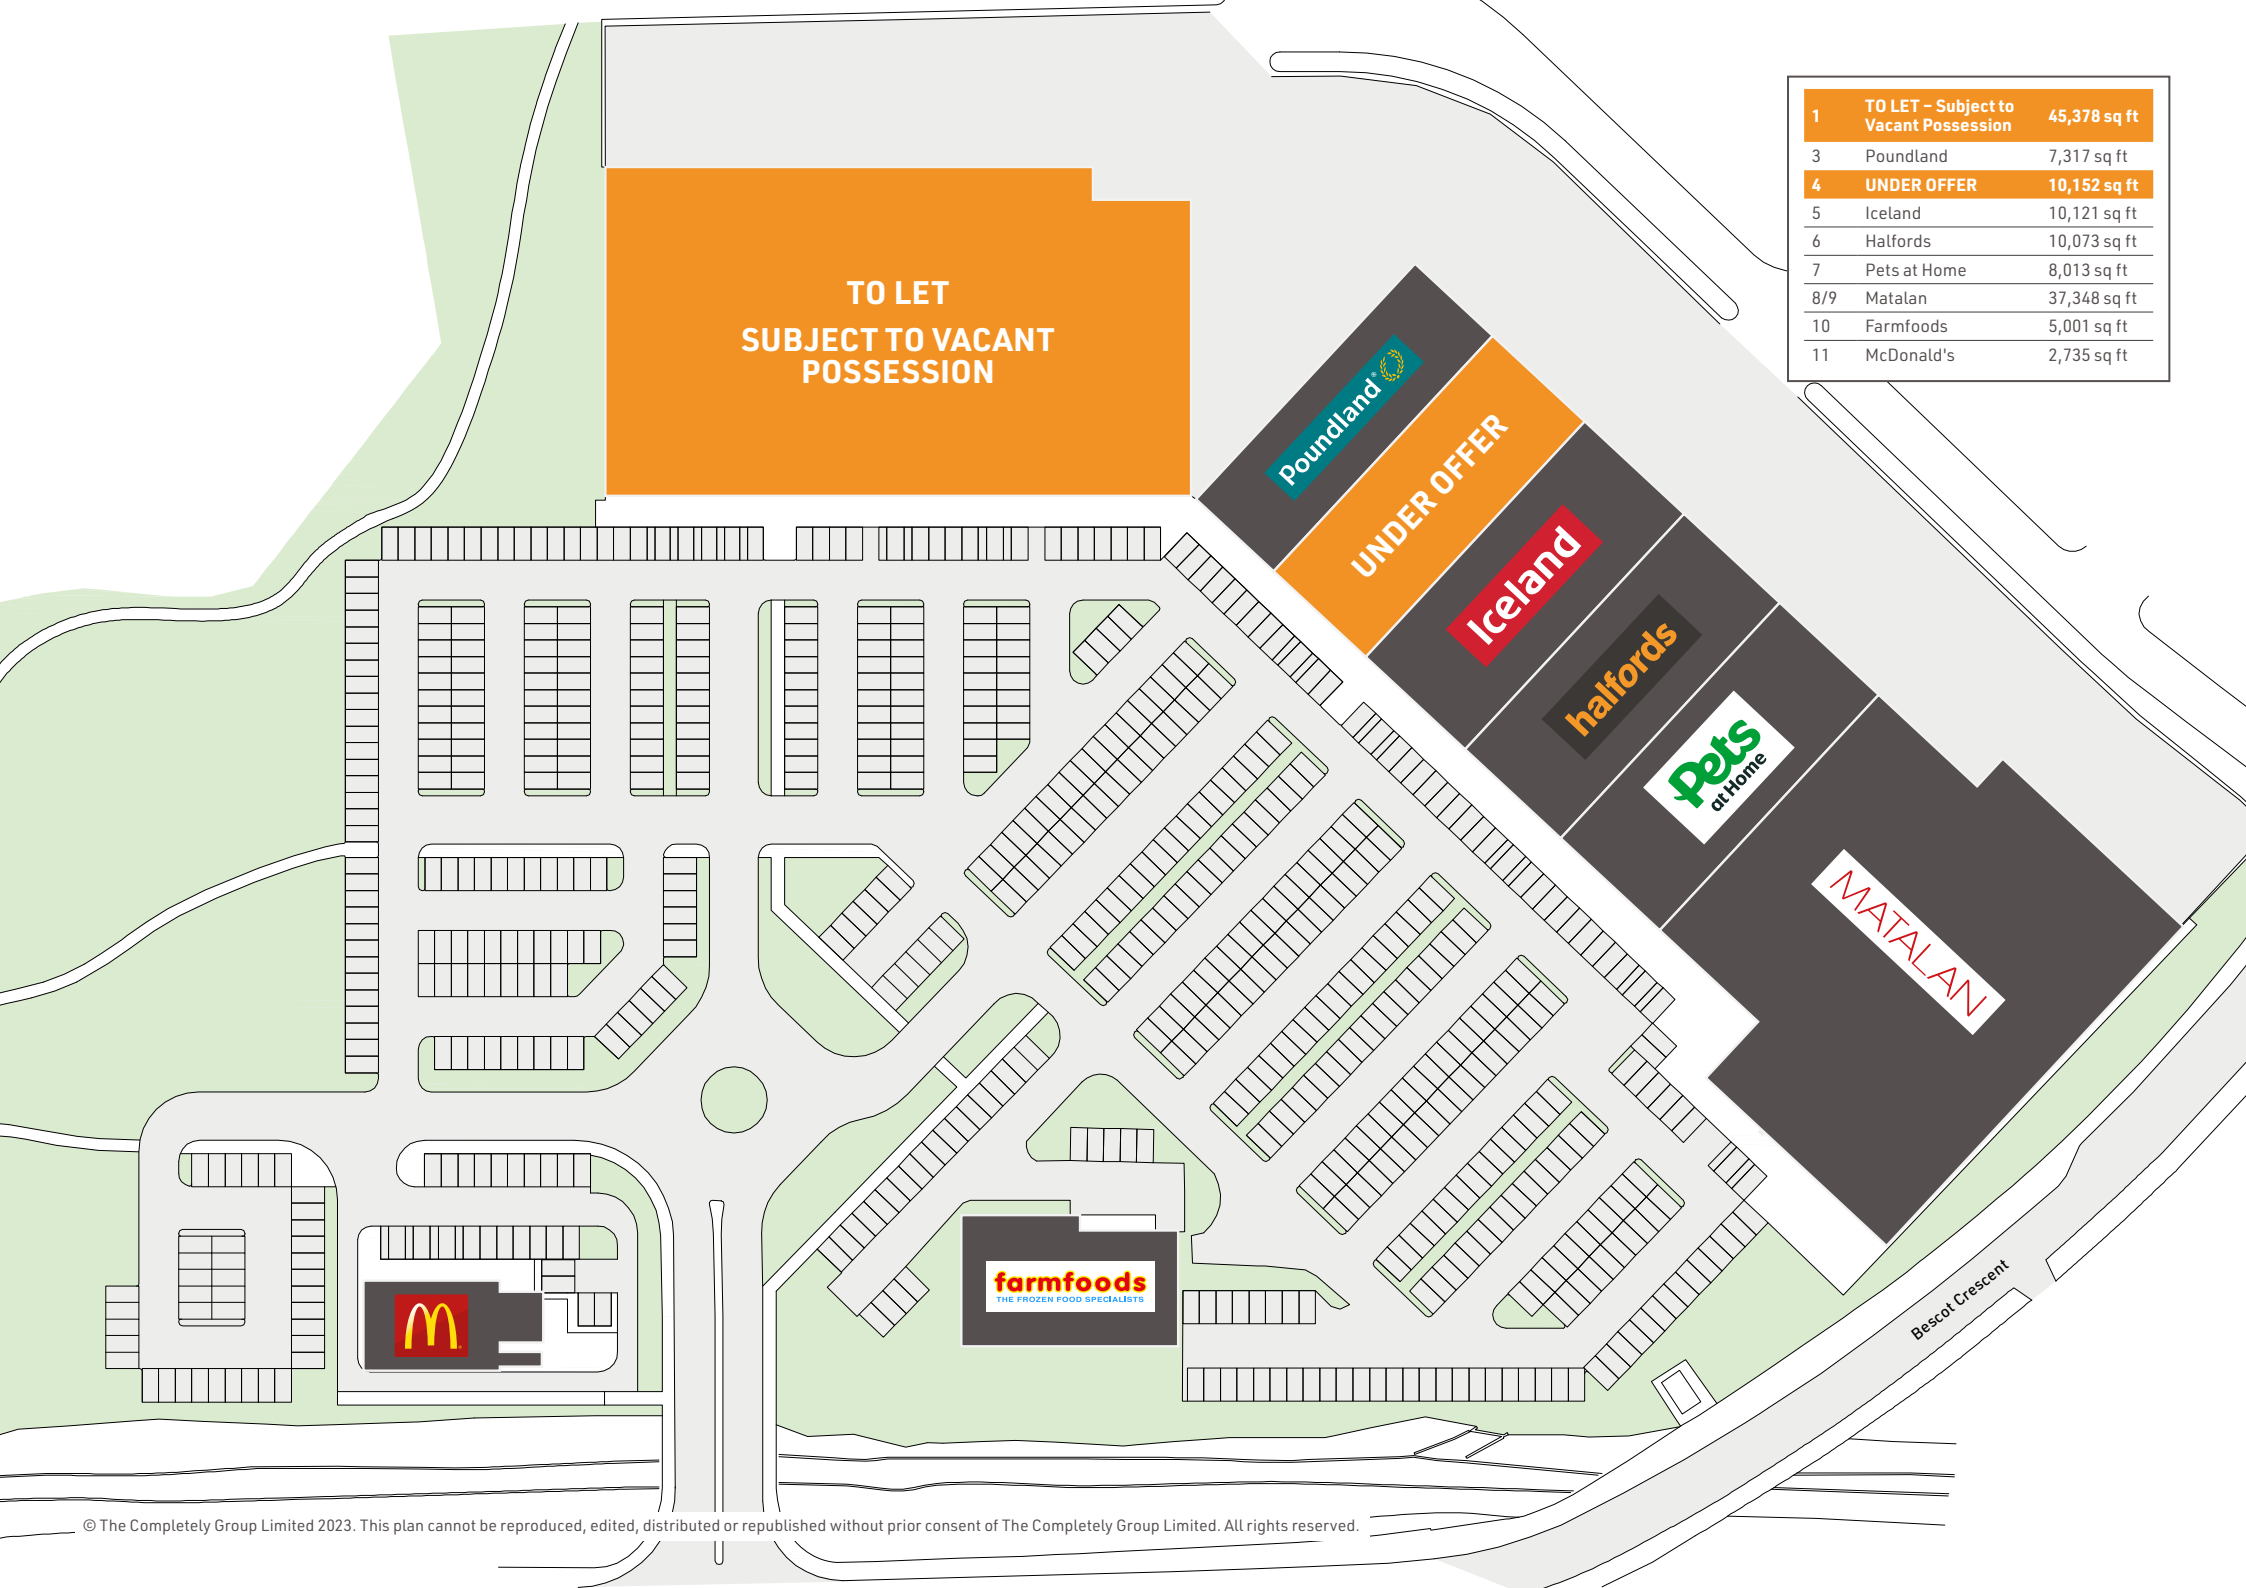 1 TO LET – Subject to Vacant Possession 45,378 sq ft
3 Poundland 7,317 sq ft
4 UNDER OFFER 10,152 sq ft
5 Iceland 10,121 sq ft
6 Halfords 10,073 sq ft
7 Pets at Home 8,013 sq ft
8/9 Matalan 37,348 sq ft
10 Farmfoods 5,001 sq ft
11 McDonald's 2,735 sq ft
TO LET
SUBJECT TO VACANT
POSSESSION
Poundland®
UNDER OFFER
Iceland
halfords
Pets
at Home
MATALAN
farmfoods
THE FROZEN FOOD SPECIALISTS
M
Bescot Crescent
© The Completely Group Limited 2023. This plan cannot be reproduced, edited, distributed or republished without prior consent of The Completely Group Limited. All rights reserved.